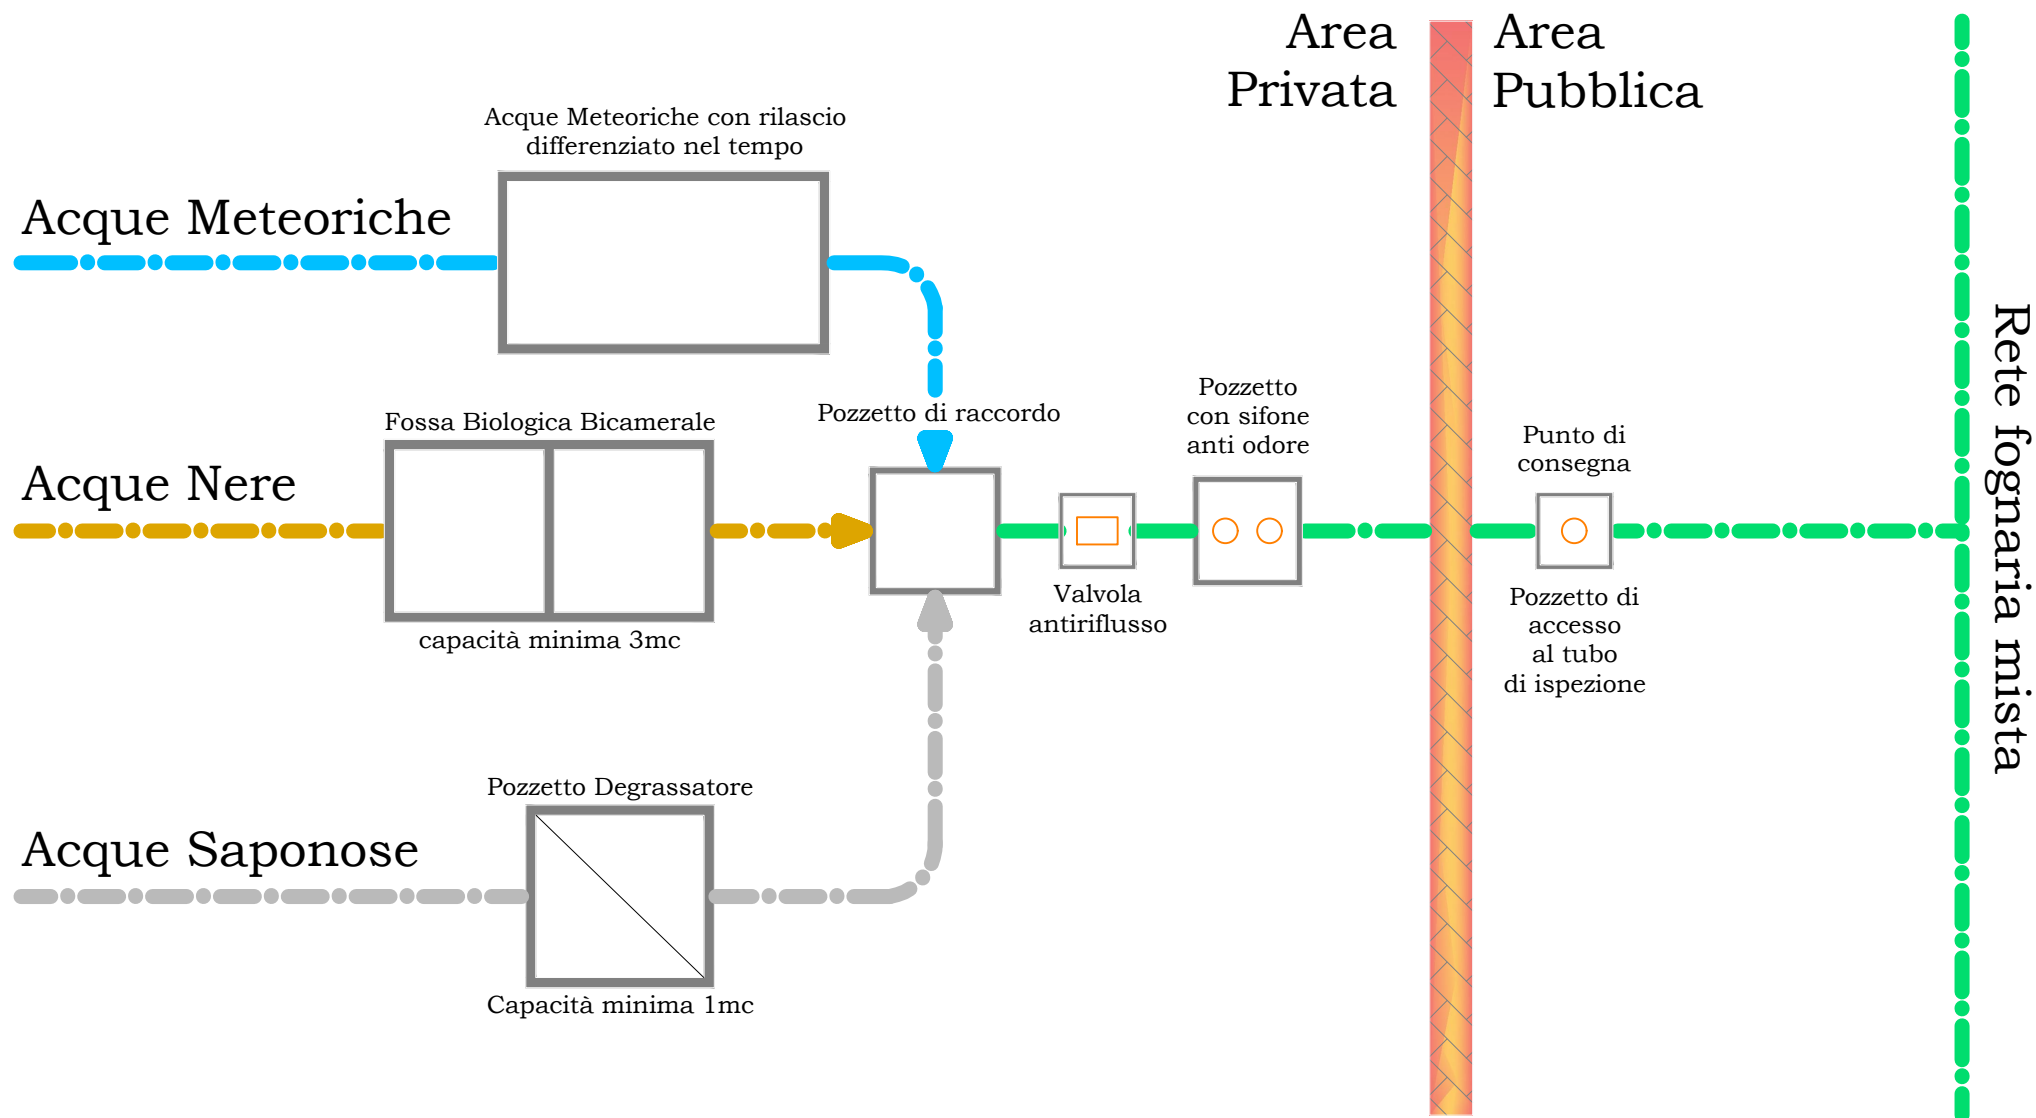 Area
Privata
Area
Pubblica
Acque Meteoriche con rilascio
differenziato nel tempo
Acque Meteoriche
Fossa Biologica Bicamerale
Acque Nere
capacità minima 3mc
Pozzetto di raccordo
Pozzetto
con sifone
anti odore
Valvola
antiriflusso
Punto di
consegna
Pozzetto di
accesso
al tubo
di ispezione
Rete fognaria mista
Pozzetto Degrassatore
Acque Saponose
Capacità minima 1mc